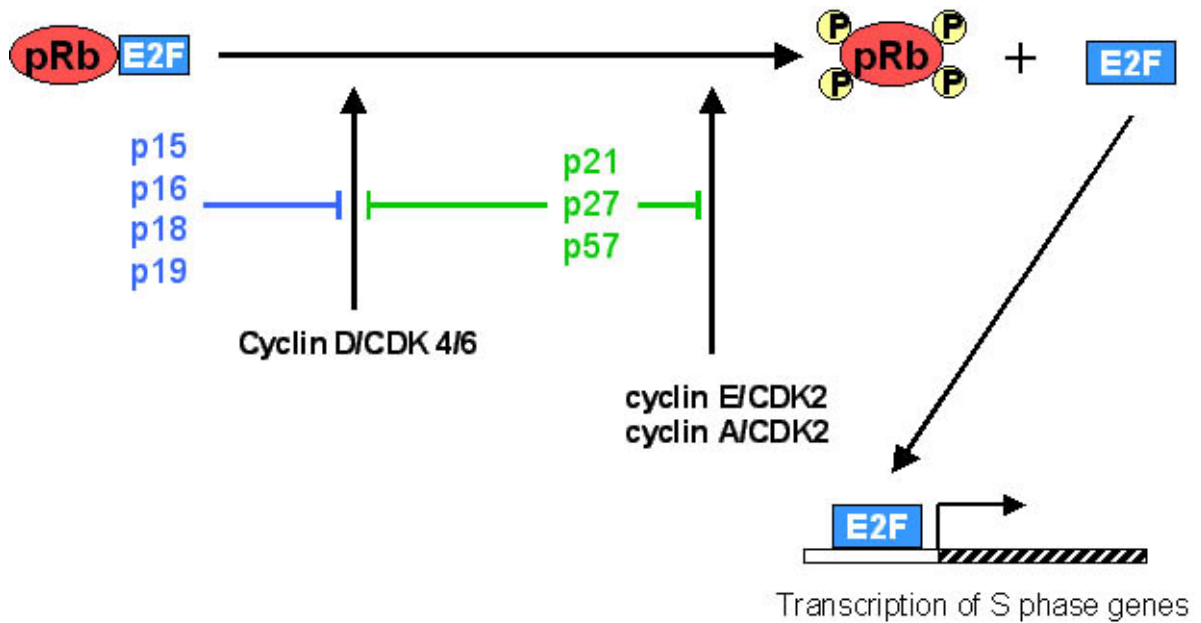 pRb E2F
P P
pRb + E2F
P P
p15
p16
p18
p19
p21
p27
p57
Cyclin D/CDK 4/6
cyclin E/CDK2
cyclin A/CDK2
E2F
Transcription of S phase genes